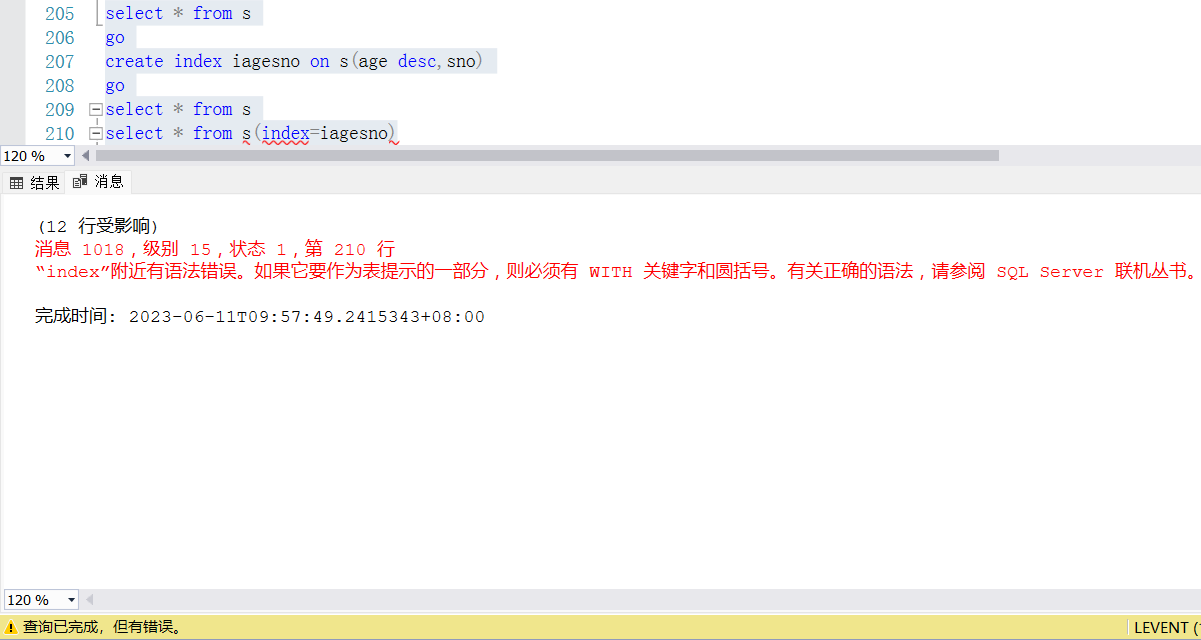 205 select * from s
206 go
207 create index iagesno on s(age desc,sno)
208 go
209 select * from s
210 select * from s(index=iagesno)
120 %
结果 消息
(12 行受影响)
消息 1018，级别 15，状态 1，第 210 行
“index”附近有语法错误。如果它要作为表提示的一部分，则必须有 WITH 关键字和圆括号。有关正确的语法，请参阅 SQL Server 联机丛书。
完成时间: 2023-06-11T09:57:49.2415343+08:00
120 %
查询已完成，但有错误。 LEVENT (